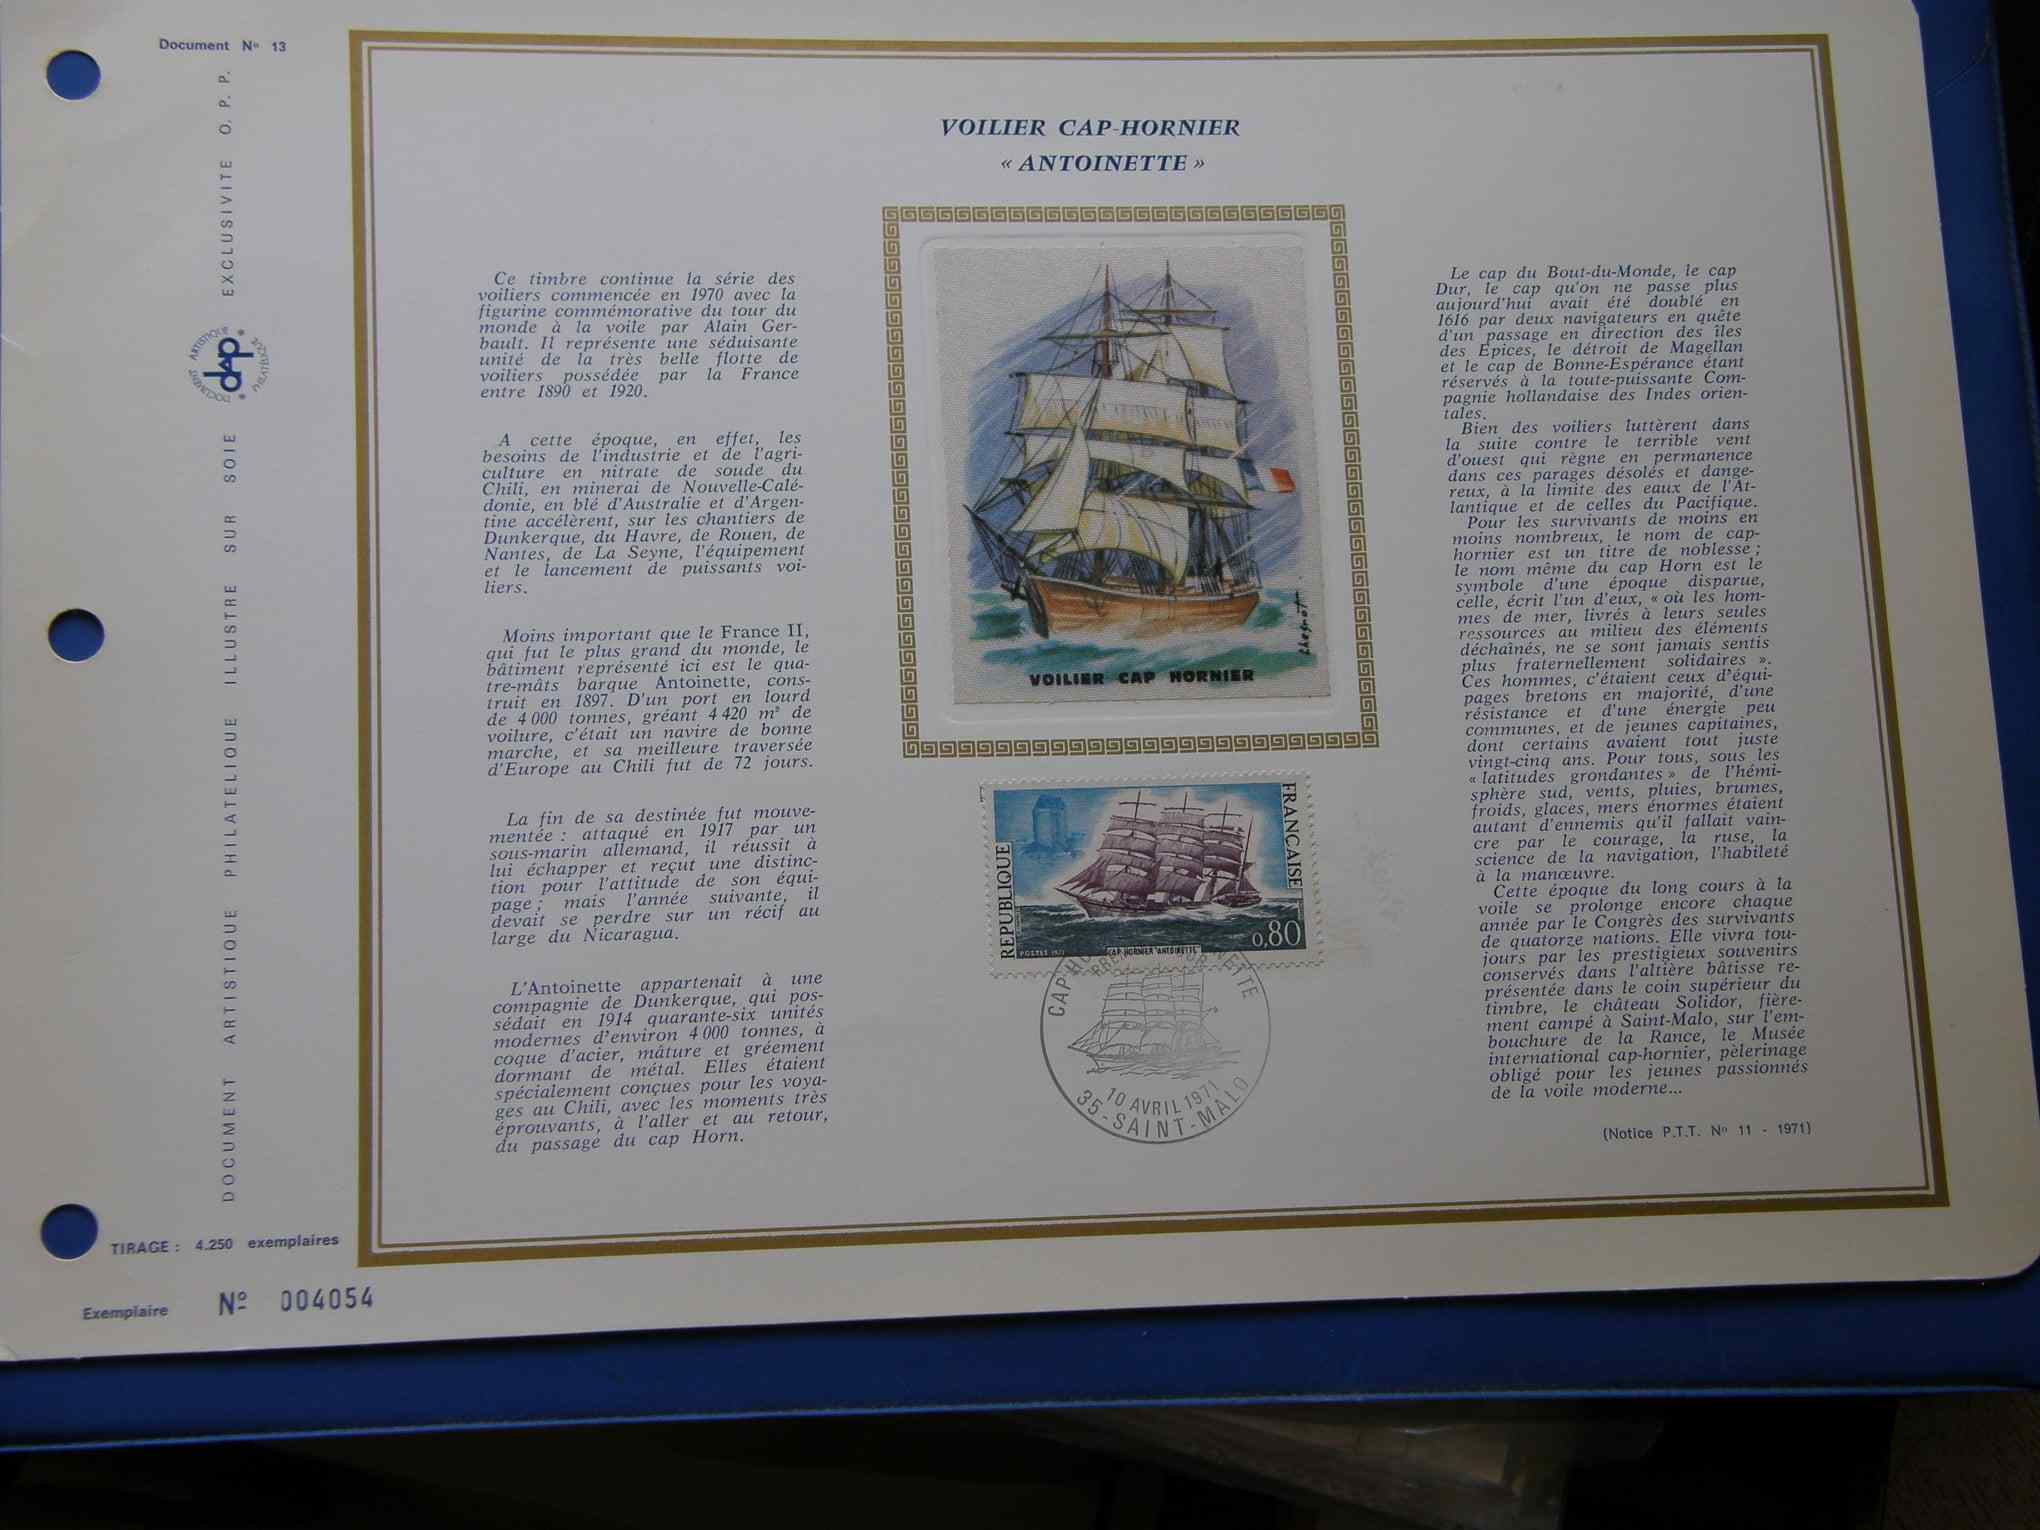 Document Nº 13
DOCUMENT ARTISTIQUE PHILATELIQUE ILLUSTRE SUR SOIE EXCLUSIVITE O. P. P.
DOCUMENT ARTISTIQUE PHILATELIQUE
dap
TIRAGE : 4.250 exemplaires
Exemplaire Nº 004054
VOILIER CAP-HORNIER
« ANTOINETTE »
Ce timbre continue la série des
voiliers commencée en 1970 avec la
figurine commémorative du tour du
monde à la voile par Alain Ger-
bault. Il représente une séduisante
unité de la très belle flotte de
voiliers possédée par la France
entre 1890 et 1920.
A cette époque, en effet, les
besoins de l'industrie et de l'agri-
culture en nitrate de soude du
Chili, en minerai de Nouvelle-Calé-
donie, en blé d'Australie et d'Argen-
tine accélèrent, sur les chantiers de
Dunkerque, du Havre, de Rouen, de
Nantes, de La Seyne, l'équipement
et le lancement de puissants voi-
liers.
Moins important que le France II,
qui fut le plus grand du monde, le
bâtiment représenté ici est le qua-
tre-mâts barque Antoinette, cons-
truit en 1897. D'un port en lourd
de 4 000 tonnes, gréant 4 420 m² de
voilure, c'était un navire de bonne
marche, et sa meilleure traversée
d'Europe au Chili fut de 72 jours.
La fin de sa destinée fut mouve-
mentée : attaqué en 1917 par un
sous-marin allemand, il réussit à
lui échapper et reçut une distinc-
tion pour l'attitude de son équi-
page ; mais l'année suivante, il
devait se perdre sur un récif au
large du Nicaragua.
L'Antoinette appartenait à une
compagnie de Dunkerque, qui pos-
sédait en 1914 quarante-six unités
modernes d'environ 4 000 tonnes, à
coque d'acier, mâture et gréement
dormant de métal. Elles étaient
spécialement conçues pour les voya-
ges au Chili, avec les moments très
éprouvants, à l'aller et au retour,
du passage du cap Horn.
Chesnot
VOILIER CAP HORNIER
REPUBLIQUE
FRANÇAISE
0,80
POSTES 1971
CAP-HORNIER "ANTOINETTE"
10 AVRIL 1971
35-SAINT-MALO
Le cap du Bout-du-Monde, le cap
Dur, le cap qu'on ne passe plus
aujourd'hui avait été doublé en
1616 par deux navigateurs en quête
d'un passage en direction des îles
des Epices, le détroit de Magellan
et le cap de Bonne-Espérance étant
réservés à la toute-puissante Com-
pagnie hollandaise des Indes orien-
tales.
Bien des voiliers luttèrent dans
la suite contre le terrible vent
d'ouest qui règne en permanence
dans ces parages désolés et dange-
reux, à la limite des eaux de l'At-
lantique et de celles du Pacifique.
Pour les survivants de moins en
moins nombreux, le nom de cap-
hornier est un titre de noblesse ;
le nom même du cap Horn est le
symbole d'une époque disparue,
celle, écrit l'un d'eux, « où les hom-
mes de mer, livrés à leurs seules
ressources au milieu des éléments
déchaînés, ne se sont jamais sentis
plus fraternellement solidaires ».
Ces hommes, c'étaient ceux d'équi-
pages bretons en majorité, d'une
résistance et d'une énergie peu
communes, et de jeunes capitaines,
dont certains avaient tout juste
vingt-cinq ans. Pour tous, sous les
« latitudes grondantes » de l'hémi-
sphère sud, vents, pluies, brumes,
froids, glaces, mers énormes étaient
autant d'ennemis qu'il fallait vain-
cre par le courage, la ruse, la
science de la navigation, l'habileté
à la manœuvre.
Cette époque du long cours à la
voile se prolonge encore chaque
année par le Congrès des survivants
de quatorze nations. Elle vivra tou-
jours par les prestigieux souvenirs
conservés dans l'altière bâtisse re-
présentée dans le coin supérieur du
timbre, le château Solidor, fière-
ment campé à Saint-Malo, sur l'em-
bouchure de la Rance, le Musée
international cap-hornier, pèlerinage
obligé pour les jeunes passionnés
de la voile moderne...
(Notice P.T.T. Nº 11 - 1971)